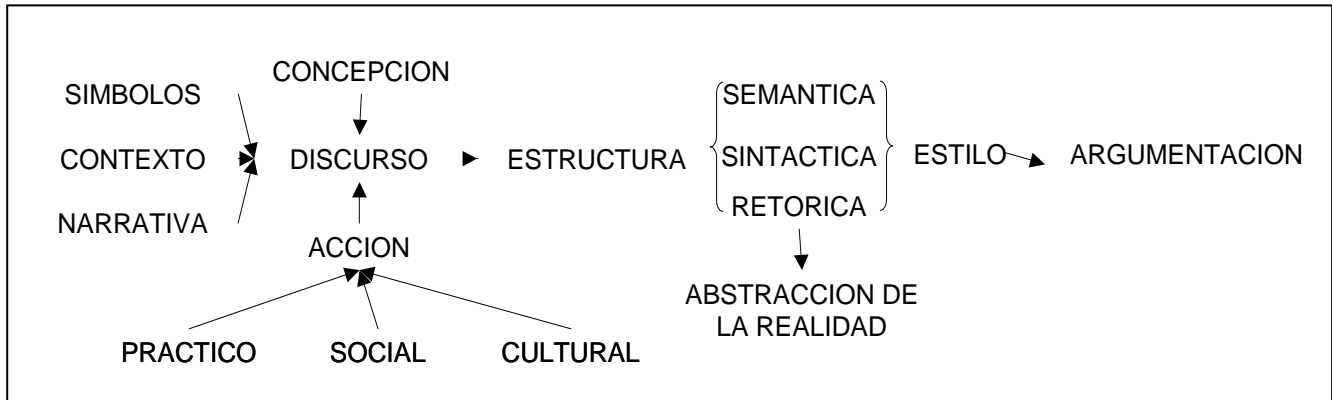 CONCEPCION
SIMBOLOS
SEMANTICA
CONTEXTO
DISCURSO
ESTRUCTURA
SINTACTICA
ESTILO
ARGUMENTACION
NARRATIVA
RETORICA
ACCION
ABSTRACCION DE
LA REALIDAD
PRACTICO
SOCIAL
CULTURAL